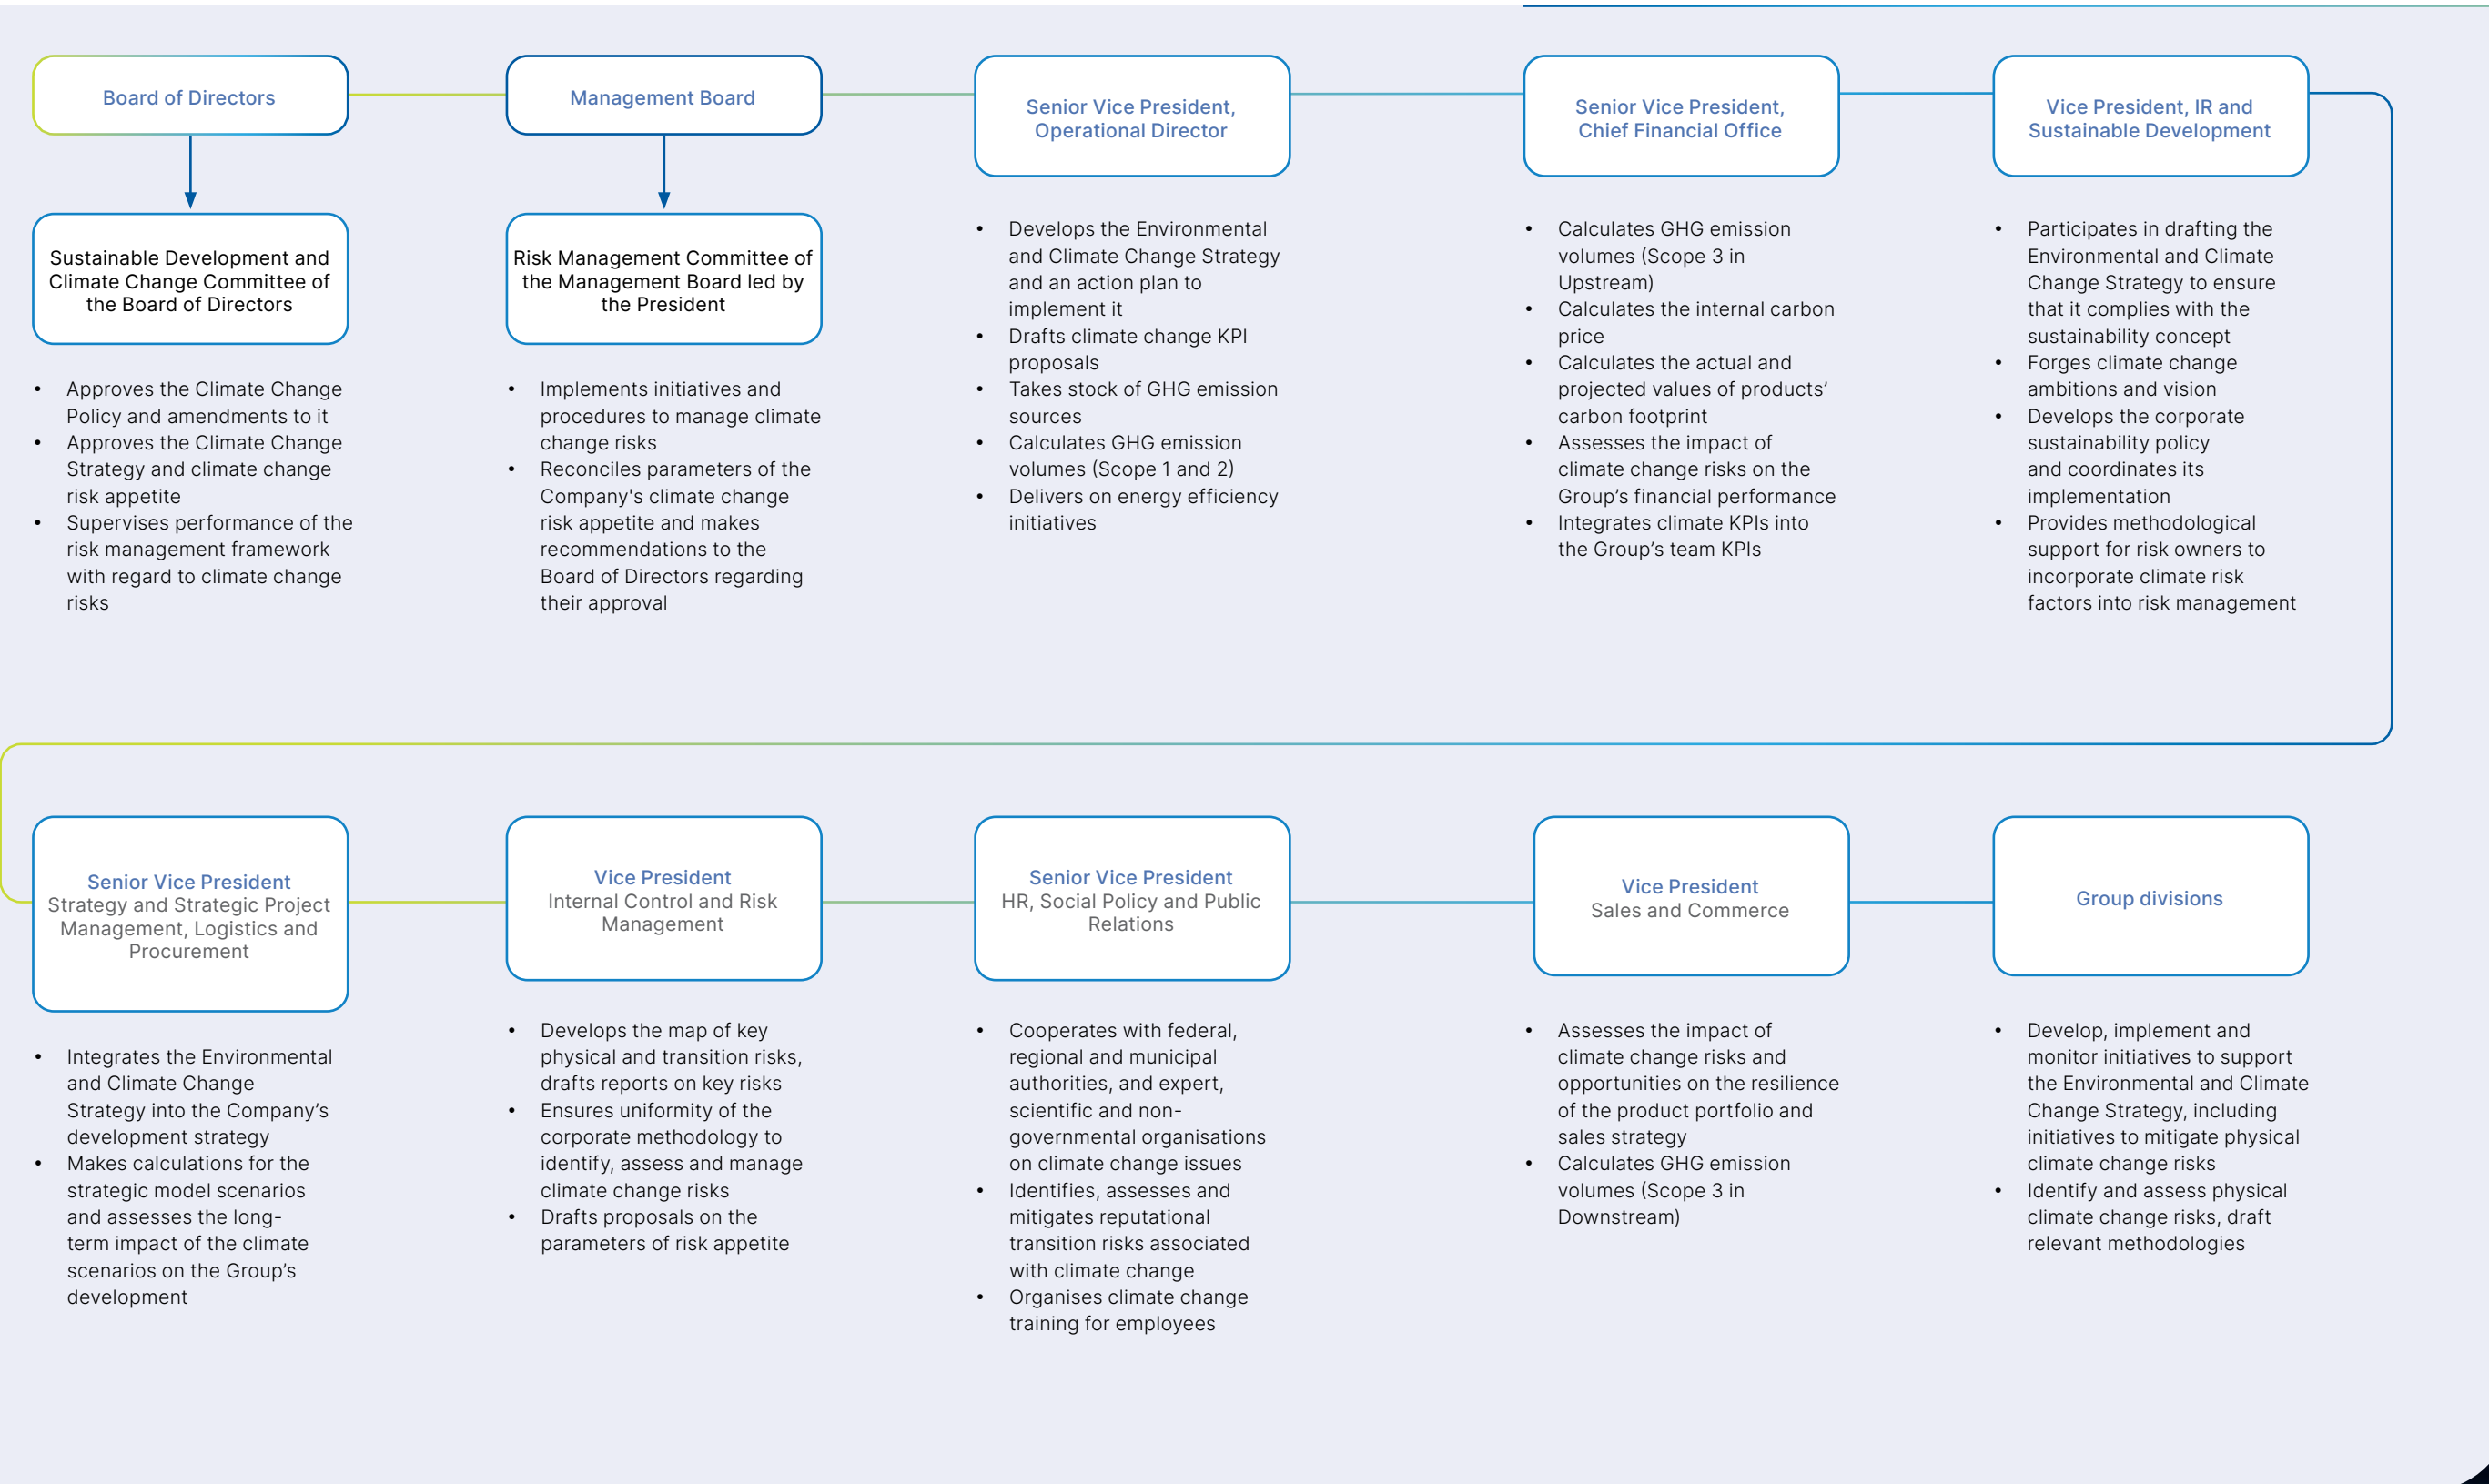 Board of Directors
Sustainable Development and
Climate Change Committee of
the Board of Directors
• Approves the Climate Change
Policy and amendments to it
• Approves the Climate Change
Strategy and climate change
risk appetite
• Supervises performance of the
risk management framework
with regard to climate change
risks
Management Board
Risk Management Committee of
the Management Board led by
the President
• Implements initiatives and
procedures to manage climate
change risks
• Reconciles parameters of the
Company's climate change
risk appetite and makes
recommendations to the
Board of Directors regarding
their approval
Senior Vice President,
Operational Director
• Develops the Environmental
and Climate Change Strategy
and an action plan to
implement it
• Drafts climate change KPI
proposals
• Takes stock of GHG emission
sources
• Calculates GHG emission
volumes (Scope 1 and 2)
• Delivers on energy efficiency
initiatives
Senior Vice President,
Chief Financial Office
• Calculates GHG emission
volumes (Scope 3 in
Upstream)
• Calculates the internal carbon
price
• Calculates the actual and
projected values of products’
carbon footprint
• Assesses the impact of
climate change risks on the
Group’s financial performance
• Integrates climate KPIs into
the Group’s team KPIs
Vice President, IR and
Sustainable Development
• Participates in drafting the
Environmental and Climate
Change Strategy to ensure
that it complies with the
sustainability concept
• Forges climate change
ambitions and vision
• Develops the corporate
sustainability policy
and coordinates its
implementation
• Provides methodological
support for risk owners to
incorporate climate risk
factors into risk management
Senior Vice President
Strategy and Strategic Project
Management, Logistics and
Procurement
• Integrates the Environmental
and Climate Change
Strategy into the Company’s
development strategy
• Makes calculations for the
strategic model scenarios
and assesses the long-
term impact of the climate
scenarios on the Group’s
development
Vice President
Internal Control and Risk
Management
• Develops the map of key
physical and transition risks,
drafts reports on key risks
• Ensures uniformity of the
corporate methodology to
identify, assess and manage
climate change risks
• Drafts proposals on the
parameters of risk appetite
Senior Vice President
HR, Social Policy and Public
Relations
• Cooperates with federal,
regional and municipal
authorities, and expert,
scientific and non-
governmental organisations
on climate change issues
• Identifies, assesses and
mitigates reputational
transition risks associated
with climate change
• Organises climate change
training for employees
Vice President
Sales and Commerce
• Assesses the impact of
climate change risks and
opportunities on the resilience
of the product portfolio and
sales strategy
• Calculates GHG emission
volumes (Scope 3 in
Downstream)
Group divisions
• Develop, implement and
monitor initiatives to support
the Environmental and Climate
Change Strategy, including
initiatives to mitigate physical
climate change risks
• Identify and assess physical
climate change risks, draft
relevant methodologies